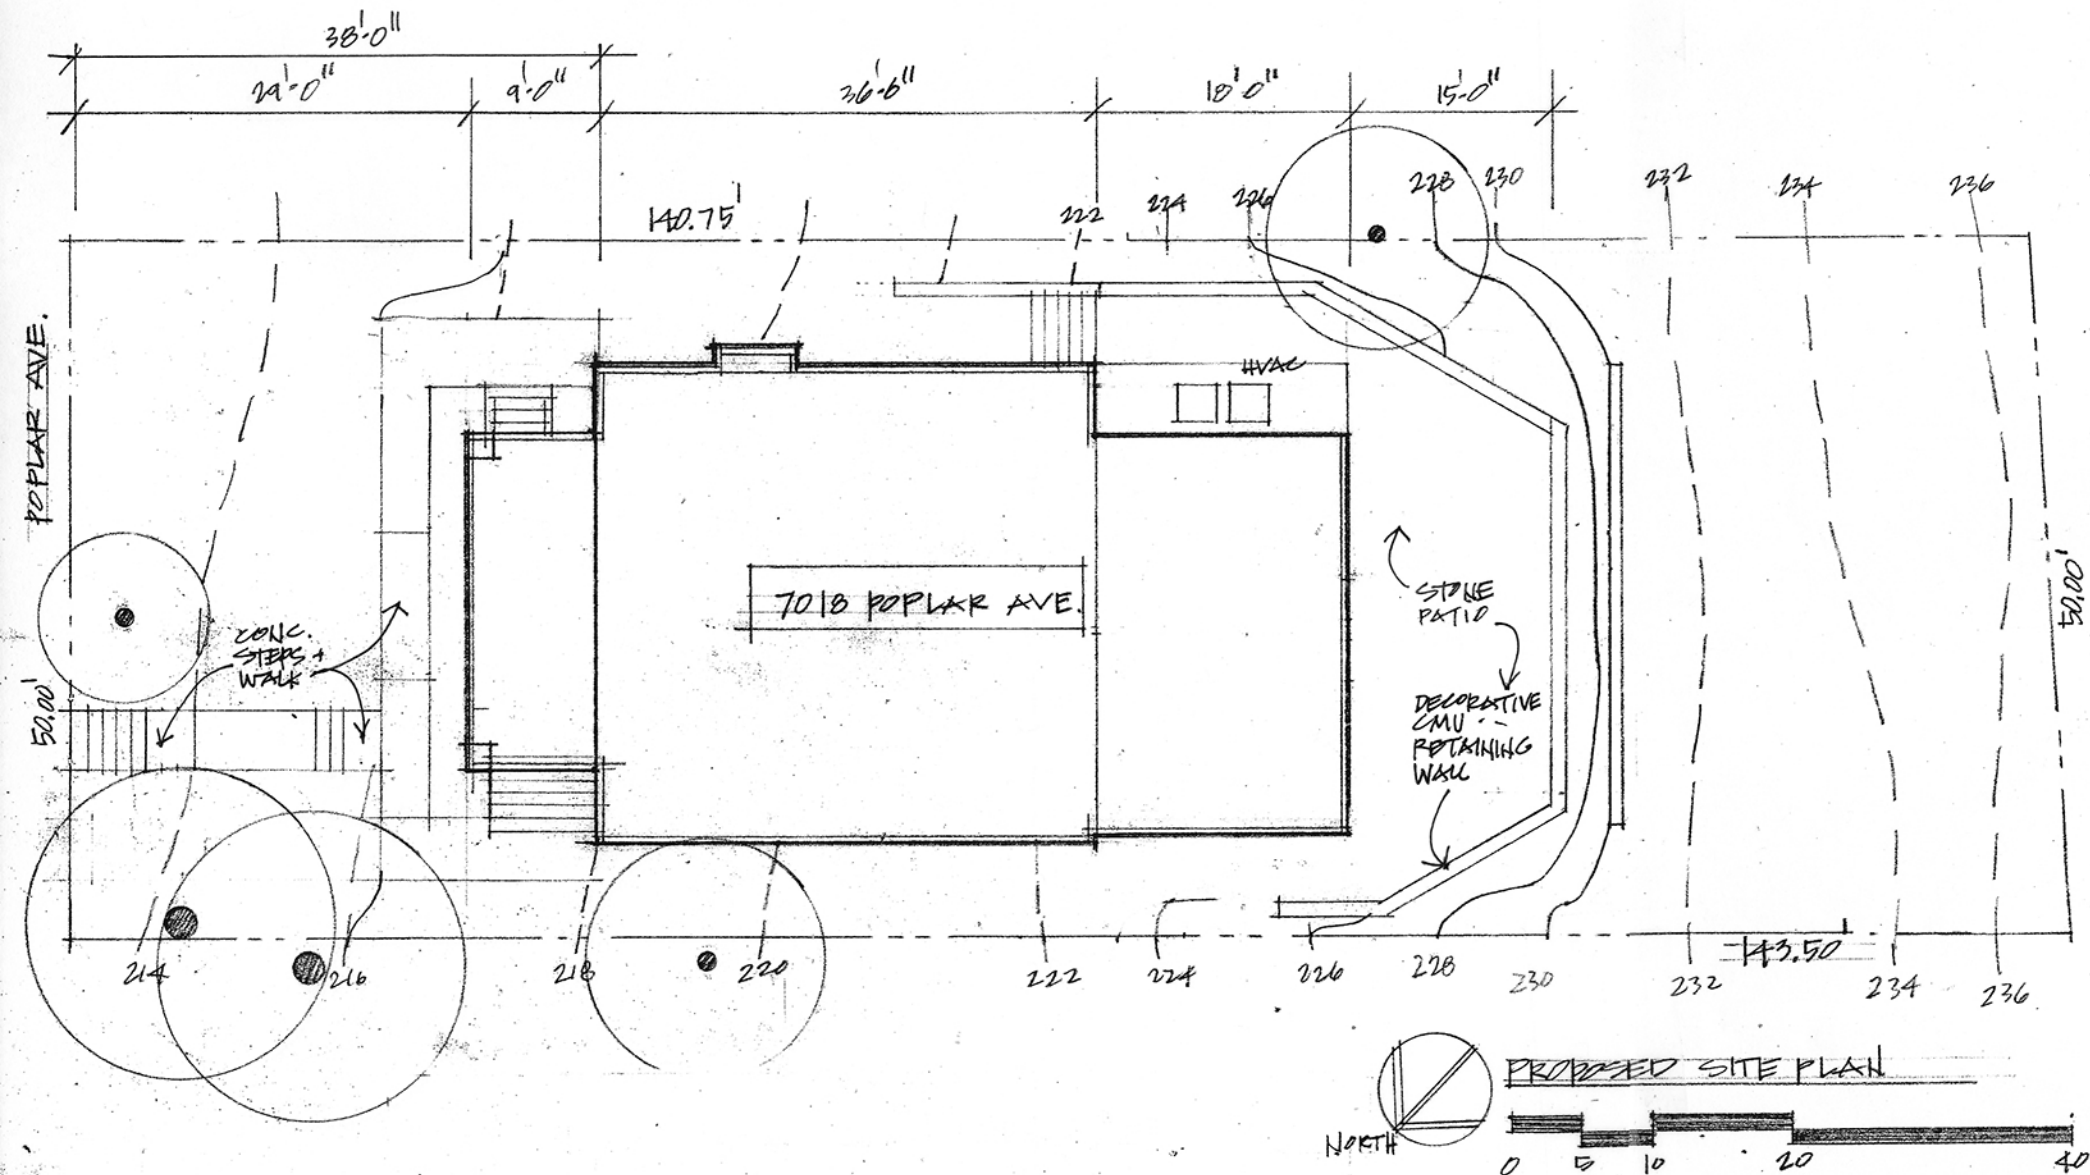 38'-0"
29'-0"
9'-0"
36'-6"
18'-0"
15'-0"
140.75'
222
224
226
228
230
232
234
236
POPLAR AVE.
HVAC
7018 POPLAR AVE.
STONE
PATIO
CONC.
STEPS +
WALK
50.00'
50.00'
DECORATIVE
CMU
RETAINING
WALL
143.50
214
216
218
220
222
224
226
228
230
232
234
236
PROPOSED SITE PLAN
NORTH
0 5 10 20 40